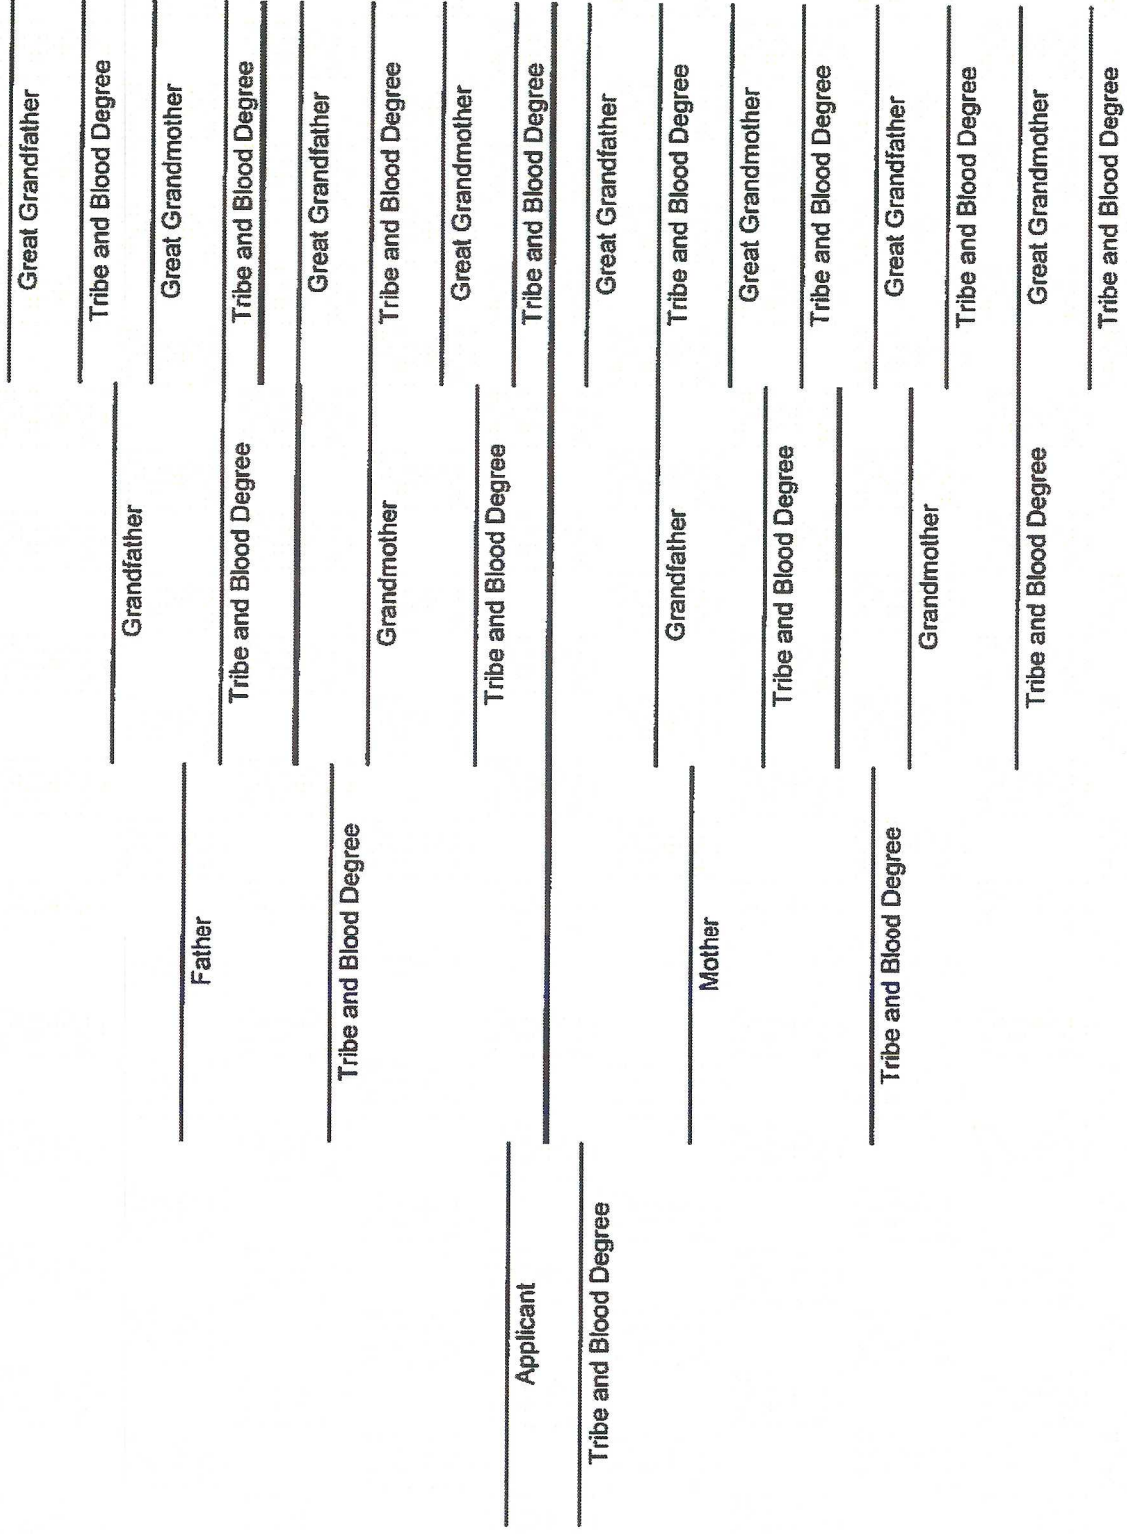 Applicant
Tribe and Blood Degree
Father
Tribe and Blood Degree
Mother
Tribe and Blood Degree
Grandfather
Tribe and Blood Degree
Grandmother
Tribe and Blood Degree
Grandfather
Tribe and Blood Degree
Grandmother
Tribe and Blood Degree
Great Grandfather
Tribe and Blood Degree
Great Grandmother
Tribe and Blood Degree
Great Grandfather
Tribe and Blood Degree
Great Grandmother
Tribe and Blood Degree
Great Grandfather
Tribe and Blood Degree
Great Grandmother
Tribe and Blood Degree
Great Grandfather
Tribe and Blood Degree
Great Grandmother
Tribe and Blood Degree